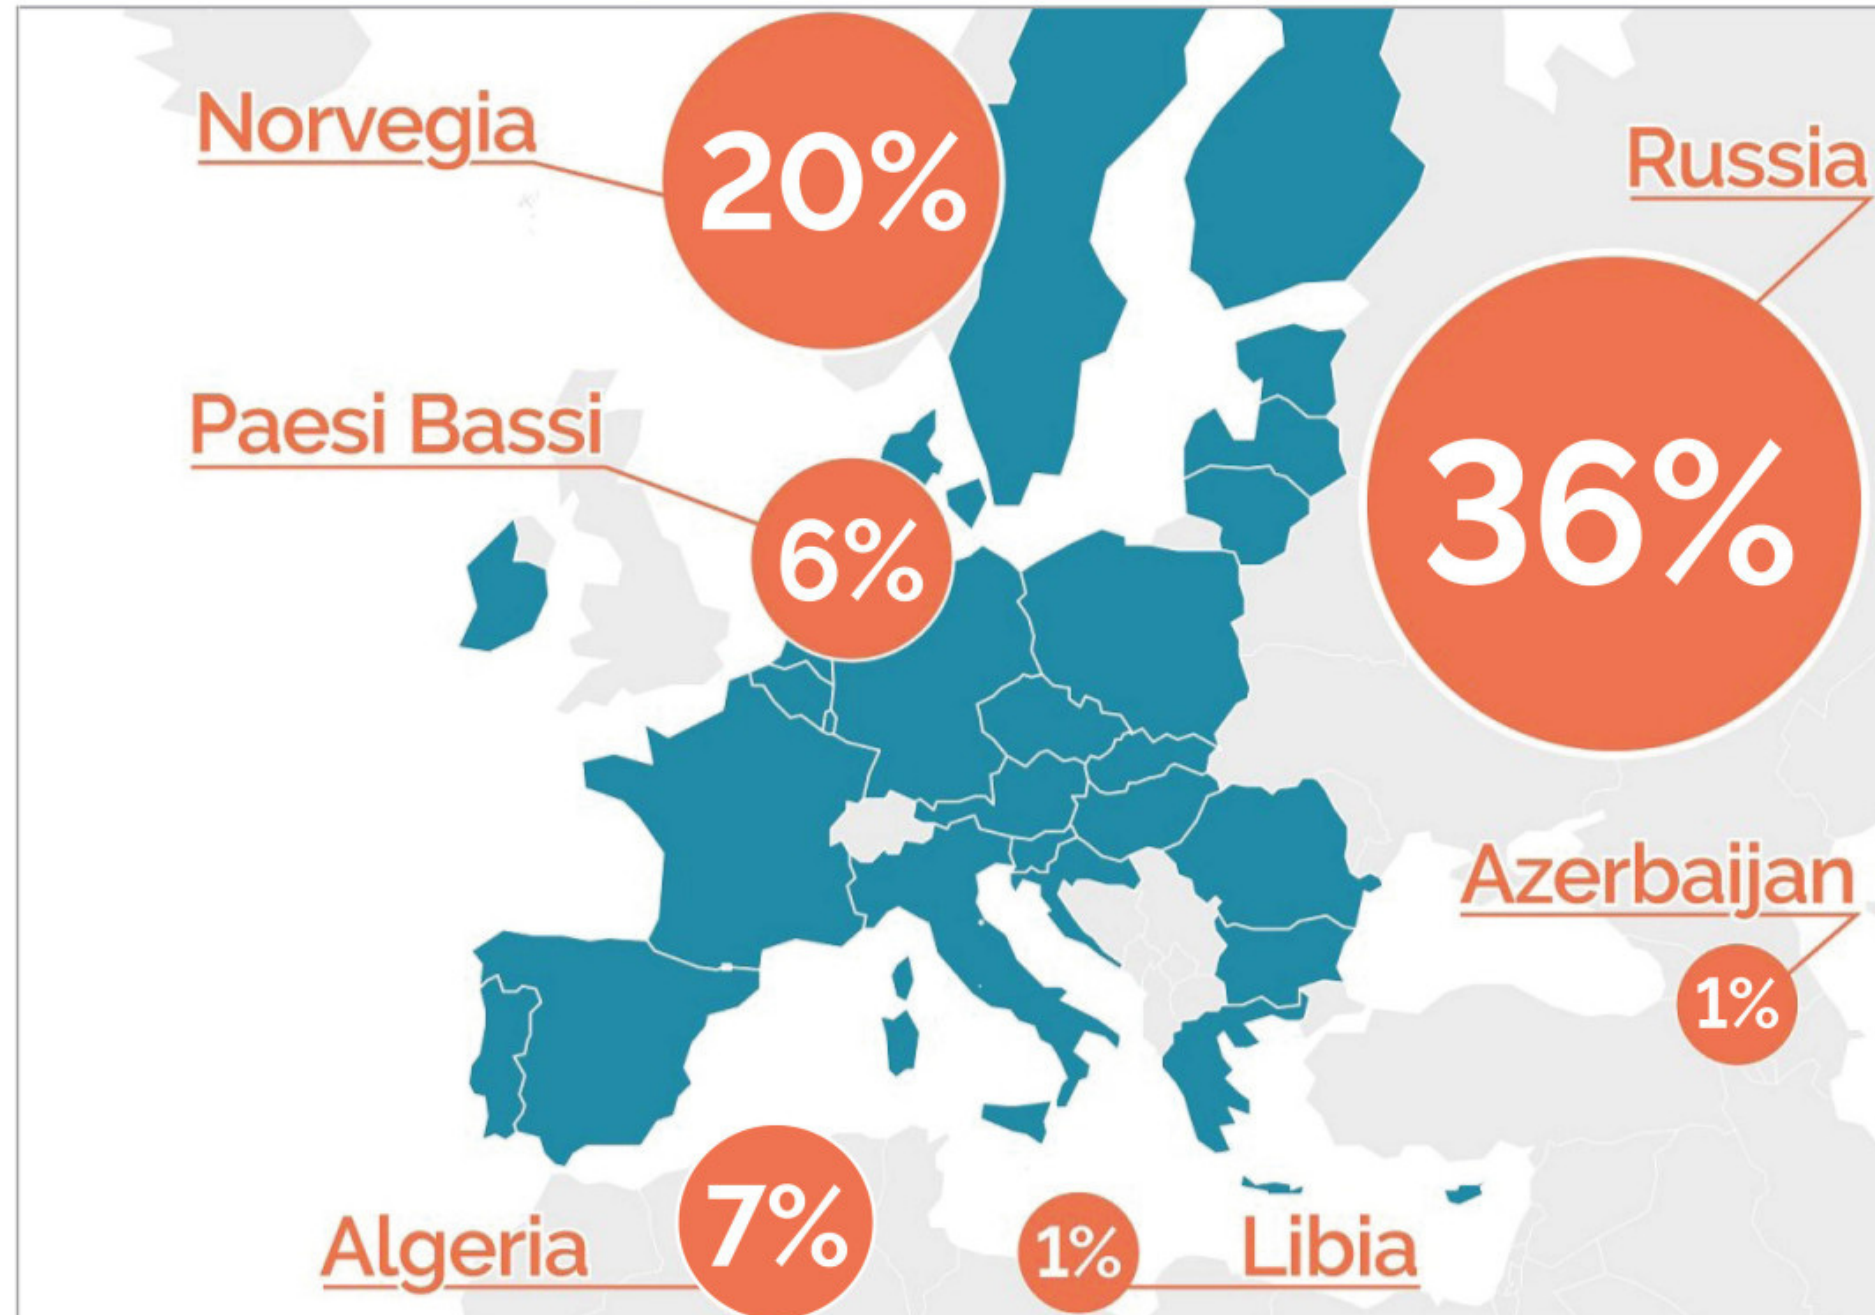 Norvegia
20%
Russia
36%
Paesi Bassi
6%
Azerbaijan
1%
Algeria
7%
1%
Libia